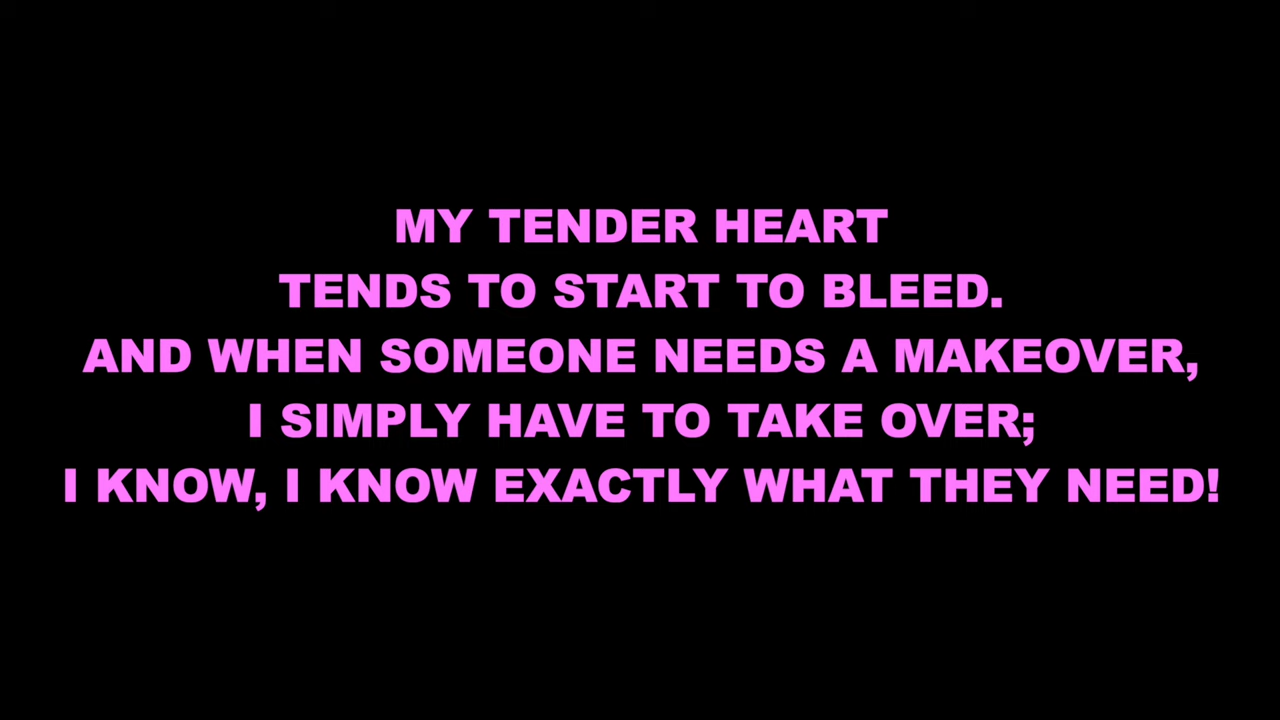 MY TENDER HEART
TENDS TO START TO BLEED.
AND WHEN SOMEONE NEEDS A MAKEOVER,
I SIMPLY HAVE TO TAKE OVER;
I KNOW, I KNOW EXACTLY WHAT THEY NEED!